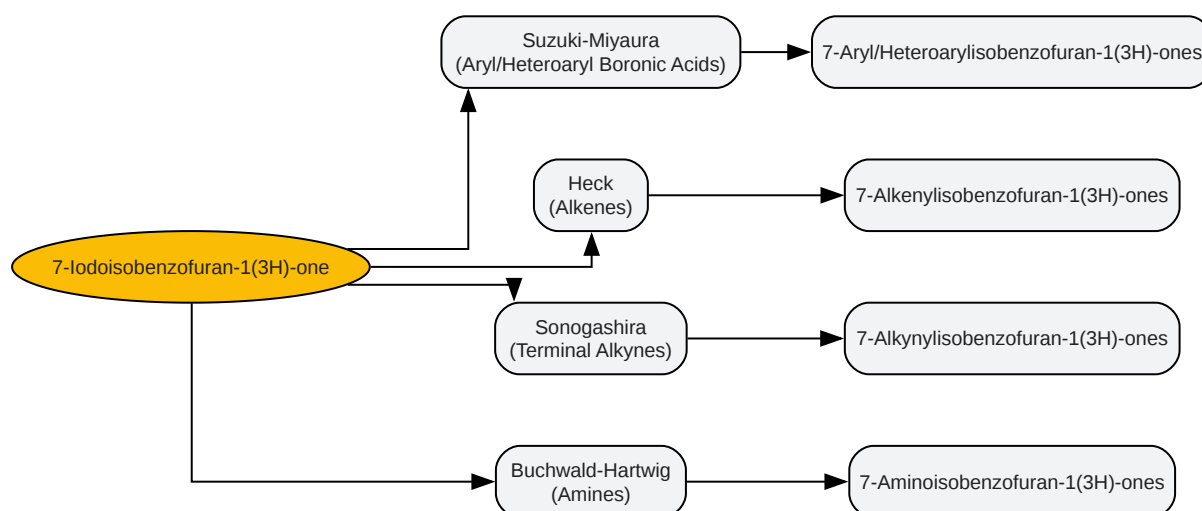 Suzuki-Miyaura
(Aryl/Heteroaryl Boronic Acids)
7-Aryl/Heteroarylisobenzofuran-1(3H)-ones
Heck
(Alkenes)
7-Alkenylisobenzofuran-1(3H)-ones
7-Iodoisobenzofuran-1(3H)-one
Sonogashira
(Terminal Alkynes)
7-Alkynylisobenzofuran-1(3H)-ones
Buchwald-Hartwig
(Amines)
7-Aminoisobenzofuran-1(3H)-ones